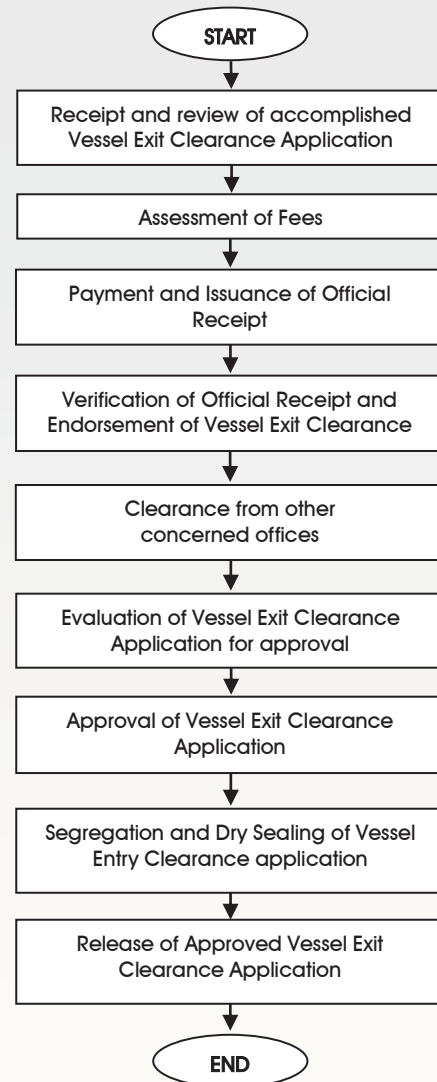 START
Receipt and review of accomplished
Vessel Exit Clearance Application
Assessment of Fees
Payment and Issuance of Official
Receipt
Verification of Official Receipt and
Endorsement of Vessel Exit Clearance
Clearance from other
concerned offices
Evaluation of Vessel Exit Clearance
Application for approval
Approval of Vessel Exit Clearance
Application
Segregation and Dry Sealing of Vessel
Entry Clearance application
Release of Approved Vessel Exit
Clearance Application
END